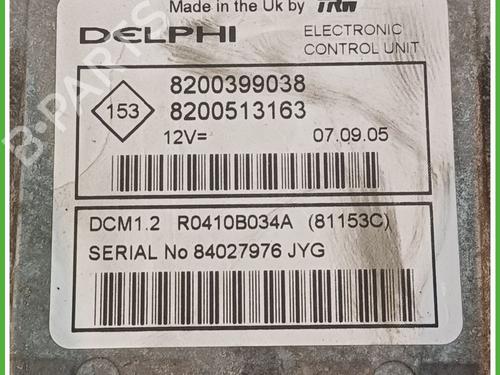 Made in the Uk by TRW
DELPHI
ELECTRONIC
CONTROL UNIT
153
8200399038
8200513163
12V=
07.09.05
DCM1.2 R0410B034A (81153C)
SERIAL No 84027976 JYG
B-PARTS